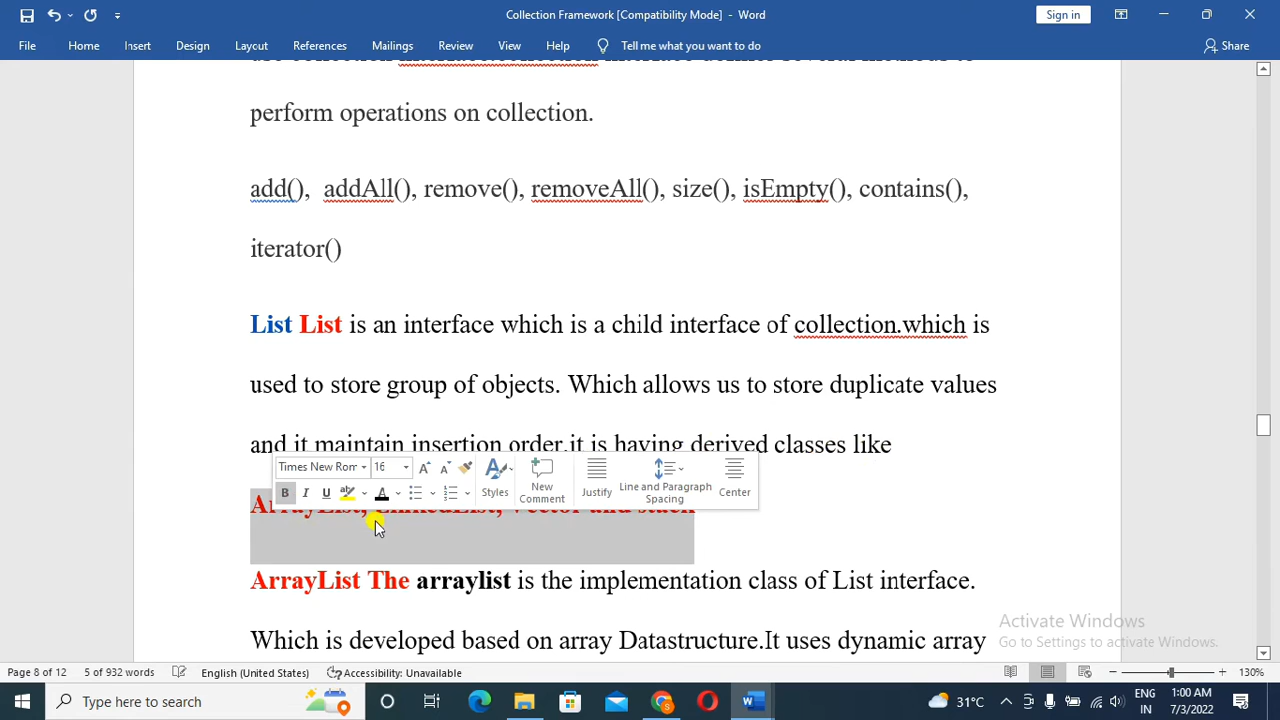 Collection Framework [Compatibility Mode] - Word
Sign in
File Home Insert Design Layout References Mailings Review View Help Tell me what you want to do Share
perform operations on collection.
add(), addAll(), remove(), removeAll(), size(), isEmpty(), contains(),
iterator()
List List is an interface which is a child interface of collection.which is
used to store group of objects. Which allows us to store duplicate values
and it maintain insertion order.it is having derived classes like
Times New Rom 16
Styles New Comment Justify Line and Paragraph Spacing Center
ArrayList, LinkedList, Vector and stack
ArrayList The arraylist is the implementation class of List interface.
Which is developed based on array Datastructure.It uses dynamic array
Activate Windows
Go to Settings to activate Windows.
Page 8 of 12 5 of 932 words English (United States) Accessibility: Unavailable 130%
Type here to search
31°C ENG 1:00 AM
IN 7/3/2022